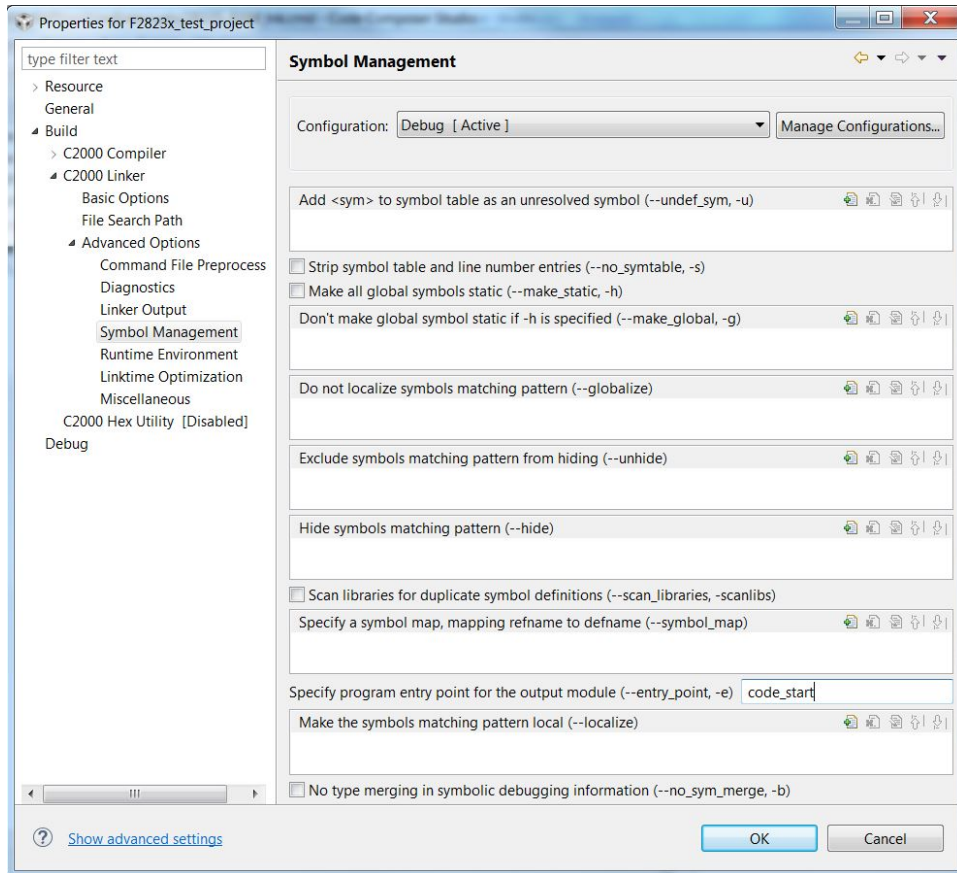 Properties for F2823x_test_project
type filter text
Resource
General
Build
C2000 Compiler
C2000 Linker
Basic Options
File Search Path
Advanced Options
Command File Preprocess
Diagnostics
Linker Output
Symbol Management
Runtime Environment
Linktime Optimization
Miscellaneous
C2000 Hex Utility [Disabled]
Debug
Symbol Management
Configuration: Debug [ Active ] Manage Configurations...
Add <sym> to symbol table as an unresolved symbol (--undef_sym, -u)
Strip symbol table and line number entries (--no_symtable, -s)
Make all global symbols static (--make_static, -h)
Don't make global symbol static if -h is specified (--make_global, -g)
Do not localize symbols matching pattern (--globalize)
Exclude symbols matching pattern from hiding (--unhide)
Hide symbols matching pattern (--hide)
Scan libraries for duplicate symbol definitions (--scan_libraries, -scanlibs)
Specify a symbol map, mapping refname to defname (--symbol_map)
Specify program entry point for the output module (--entry_point, -e) code_start
Make the symbols matching pattern local (--localize)
No type merging in symbolic debugging information (--no_sym_merge, -b)
Show advanced settings
OK Cancel